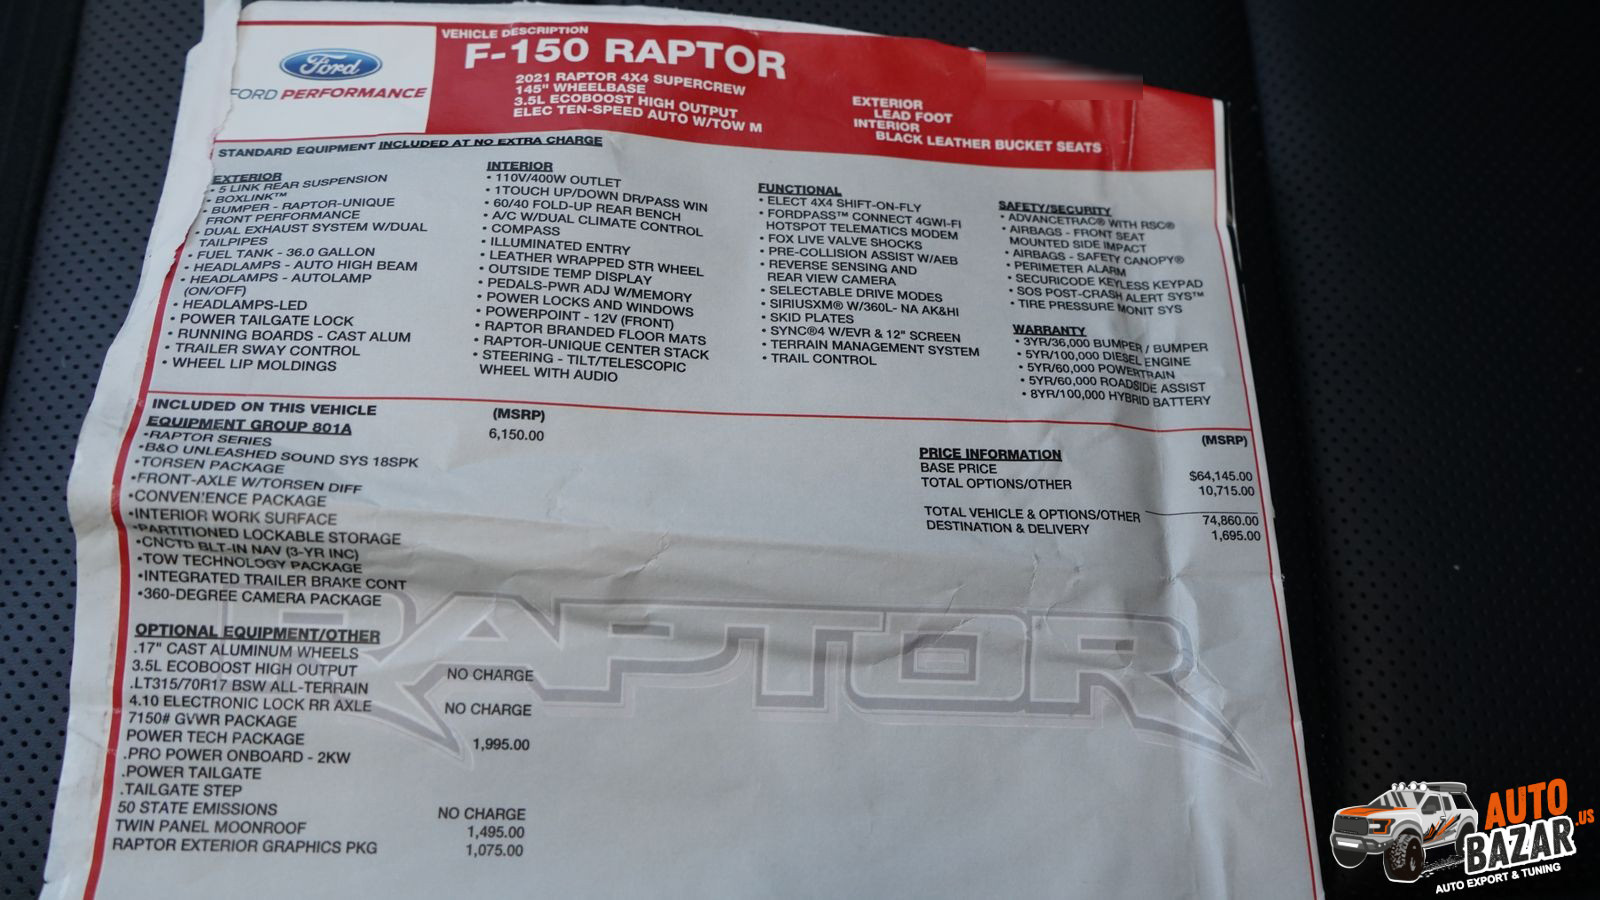 Ford
FORD PERFORMANCE
VEHICLE DESCRIPTION
F-150 RAPTOR
2021 RAPTOR 4X4 SUPERCREW
145" WHEELBASE
3.5L ECOBOOST HIGH OUTPUT
ELEC TEN-SPEED AUTO W/TOW M
EXTERIOR
LEAD FOOT
INTERIOR
BLACK LEATHER BUCKET SEATS
STANDARD EQUIPMENT INCLUDED AT NO EXTRA CHARGE
EXTERIOR
• 5 LINK REAR SUSPENSION
• BOXLINK™
• BUMPER - RAPTOR-UNIQUE
FRONT PERFORMANCE
• DUAL EXHAUST SYSTEM W/DUAL
TAILPIPES
• FUEL TANK - 36.0 GALLON
• HEADLAMPS - AUTO HIGH BEAM
• HEADLAMPS - AUTOLAMP
(ON/OFF)
• HEADLAMPS-LED
• POWER TAILGATE LOCK
• RUNNING BOARDS - CAST ALUM
• TRAILER SWAY CONTROL
• WHEEL LIP MOLDINGS
INTERIOR
• 110V/400W OUTLET
• 1TOUCH UP/DOWN DR/PASS WIN
• 60/40 FOLD-UP REAR BENCH
• A/C W/DUAL CLIMATE CONTROL
• COMPASS
• ILLUMINATED ENTRY
• LEATHER WRAPPED STR WHEEL
• OUTSIDE TEMP DISPLAY
• PEDALS-PWR ADJ W/MEMORY
• POWER LOCKS AND WINDOWS
• POWERPOINT - 12V (FRONT)
• RAPTOR BRANDED FLOOR MATS
• RAPTOR-UNIQUE CENTER STACK
• STEERING - TILT/TELESCOPIC
WHEEL WITH AUDIO
FUNCTIONAL
• ELECT 4X4 SHIFT-ON-FLY
• FORDPASS™ CONNECT 4GWI-FI
HOTSPOT TELEMATICS MODEM
• FOX LIVE VALVE SHOCKS
• PRE-COLLISION ASSIST W/AEB
• REVERSE SENSING AND
REAR VIEW CAMERA
• SELECTABLE DRIVE MODES
• SIRIUSXM® W/360L- NA AK&HI
• SKID PLATES
• SYNC®4 W/EVR & 12" SCREEN
• TERRAIN MANAGEMENT SYSTEM
• TRAIL CONTROL
SAFETY/SECURITY
• ADVANCETRAC® WITH RSC®
• AIRBAGS - FRONT SEAT
MOUNTED SIDE IMPACT
• AIRBAGS - SAFETY CANOPY®
• PERIMETER ALARM
• SECURICODE KEYLESS KEYPAD
• SOS POST-CRASH ALERT SYS™
• TIRE PRESSURE MONIT SYS
WARRANTY
• 3YR/36,000 BUMPER / BUMPER
• 5YR/100,000 DIESEL ENGINE
• 5YR/60,000 POWERTRAIN
• 5YR/60,000 ROADSIDE ASSIST
• 8YR/100,000 HYBRID BATTERY
INCLUDED ON THIS VEHICLE (MSRP)
EQUIPMENT GROUP 801A 6,150.00
•RAPTOR SERIES
•B&O UNLEASHED SOUND SYS 18SPK
•TORSEN PACKAGE
•FRONT-AXLE W/TORSEN DIFF
•CONVENIENCE PACKAGE
•INTERIOR WORK SURFACE
•PARTITIONED LOCKABLE STORAGE
•CNCTD BLT-IN NAV (3-YR INC)
•TOW TECHNOLOGY PACKAGE
•INTEGRATED TRAILER BRAKE CONT
•360-DEGREE CAMERA PACKAGE
OPTIONAL EQUIPMENT/OTHER
.17" CAST ALUMINUM WHEELS
3.5L ECOBOOST HIGH OUTPUT NO CHARGE
.LT315/70R17 BSW ALL-TERRAIN
4.10 ELECTRONIC LOCK RR AXLE NO CHARGE
7150# GVWR PACKAGE
POWER TECH PACKAGE 1,995.00
.PRO POWER ONBOARD - 2KW
.POWER TAILGATE
.TAILGATE STEP
50 STATE EMISSIONS NO CHARGE
TWIN PANEL MOONROOF 1,495.00
RAPTOR EXTERIOR GRAPHICS PKG 1,075.00
(MSRP)
PRICE INFORMATION
BASE PRICE $64,145.00
TOTAL OPTIONS/OTHER 10,715.00
TOTAL VEHICLE & OPTIONS/OTHER 74,860.00
DESTINATION & DELIVERY 1,695.00
RAPTOR
AUTO
BAZAR.US
AUTO EXPORT & TUNING